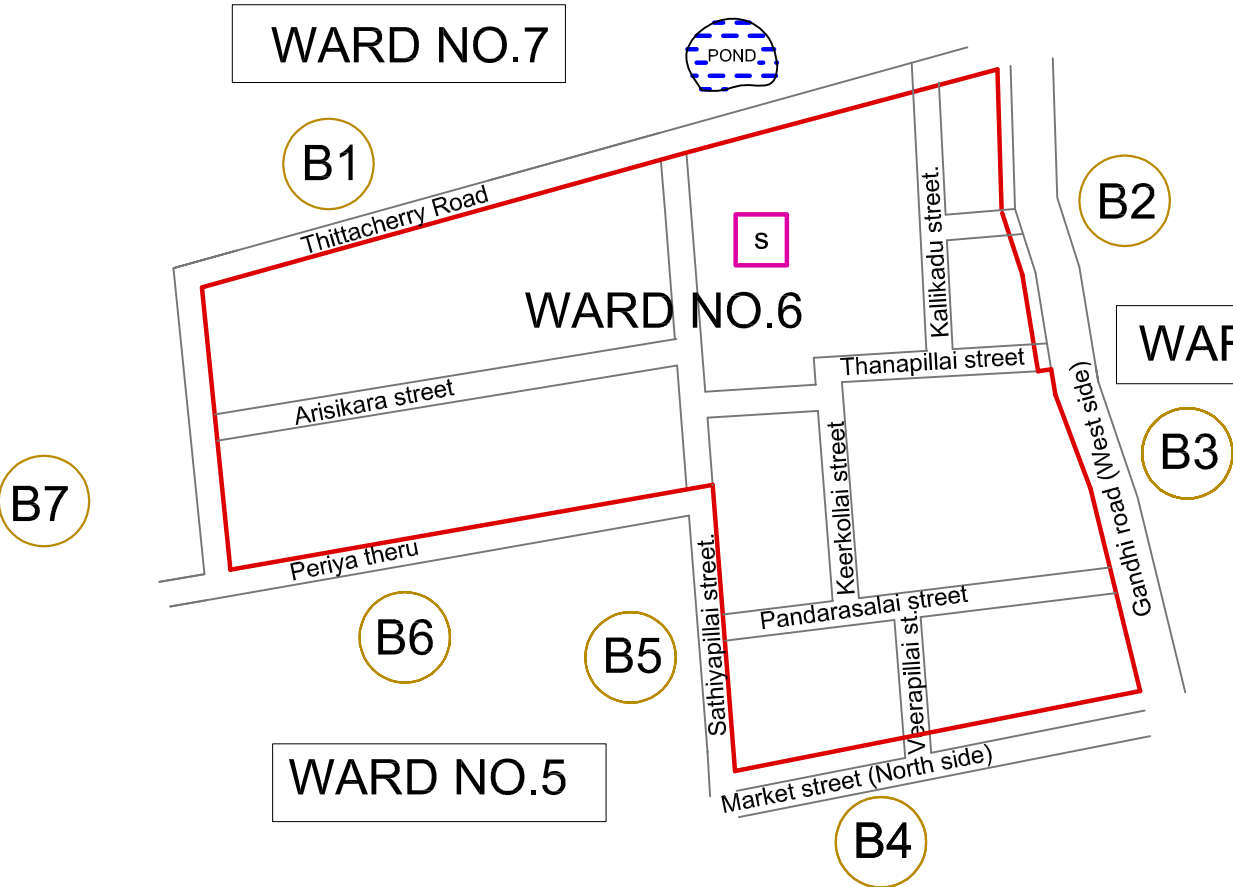 WARD NO.7
POND
B1
Thittacherry Road
B2
Kallikadu street.
s
WARD NO.6
Thanapillai street
Arisikara street
Gandhi road (West side)
B3
B7
Keerkollai street
Periya theru
Sathiyapillai street.
Pandarasalai street
Veerapillai st.
B6
B5
WARD NO.5
Market street (North side)
B4